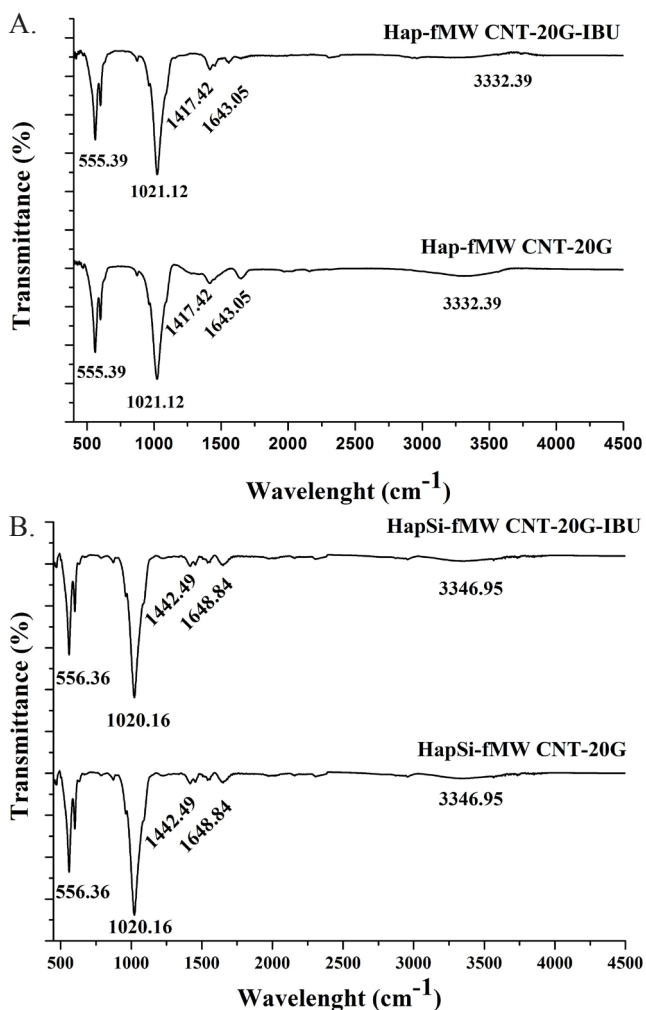 A.
Hap-fMW CNT-20G-IBU
3332.39
1417.42
1643.05
555.39
1021.12
Transmittance (%)
Hap-fMW CNT-20G
3332.39
1417.42
1643.05
555.39
1021.12
500 1000 1500 2000 2500 3000 3500 4000 4500
Wavelenght (cm-1)
B.
HapSi-fMW CNT-20G-IBU
3346.95
1442.49
1648.84
556.36
1020.16
Transmittance (%)
HapSi-fMW CNT-20G
3346.95
1442.49
1648.84
556.36
1020.16
500 1000 1500 2000 2500 3000 3500 4000 4500
Wavelenght (cm-1)